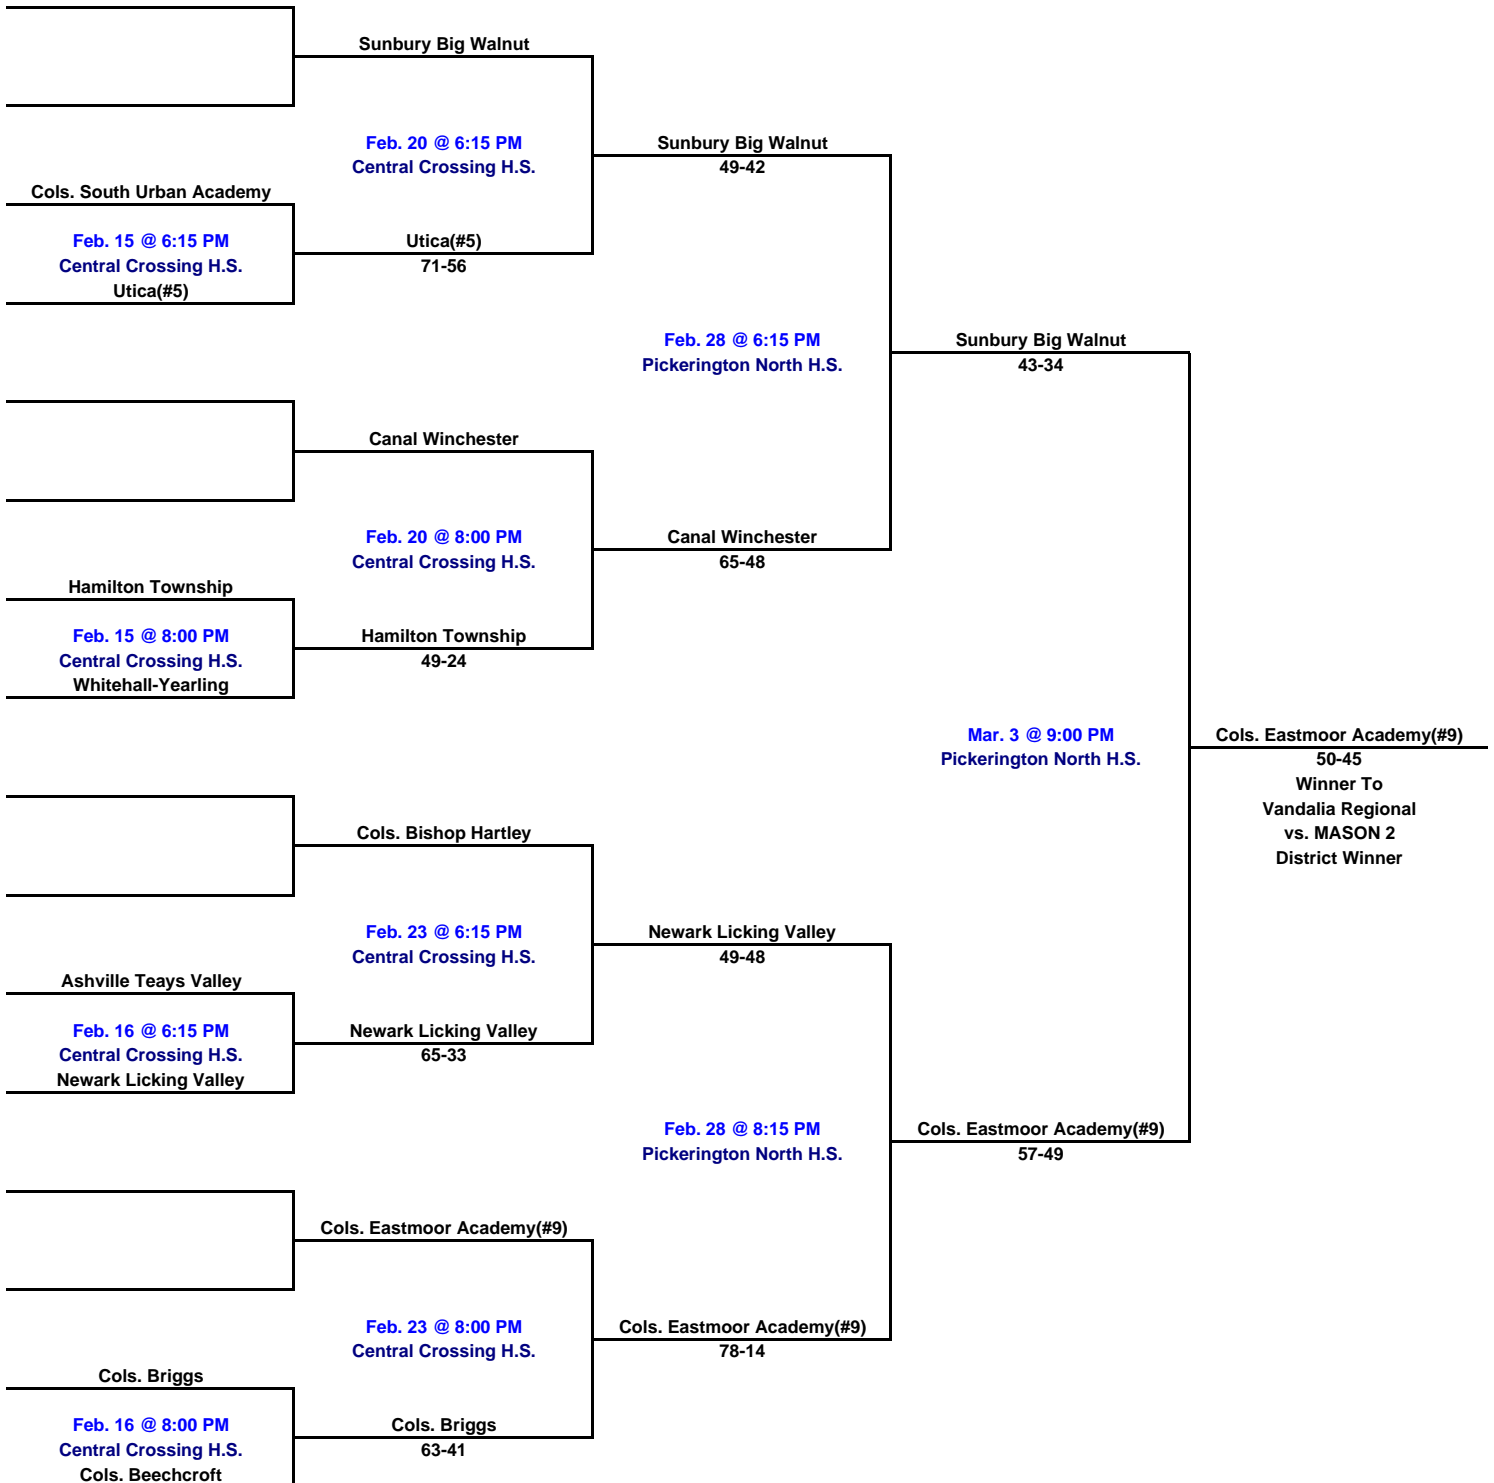 Sunbury Big Walnut
Feb. 20 @ 6:15 PM
Central Crossing H.S.
Sunbury Big Walnut
49-42
Cols. South Urban Academy
Feb. 15 @ 6:15 PM
Central Crossing H.S.
Utica(#5)
Utica(#5)
71-56
Feb. 28 @ 6:15 PM
Pickerington North H.S.
Sunbury Big Walnut
43-34
Canal Winchester
Feb. 20 @ 8:00 PM
Central Crossing H.S.
Canal Winchester
65-48
Hamilton Township
Feb. 15 @ 8:00 PM
Central Crossing H.S.
Whitehall-Yearling
Hamilton Township
49-24
Mar. 3 @ 9:00 PM
Pickerington North H.S.
Cols. Eastmoor Academy(#9)
50-45
Winner To
Vandalia Regional
vs. MASON 2
District Winner
Cols. Bishop Hartley
Feb. 23 @ 6:15 PM
Central Crossing H.S.
Newark Licking Valley
49-48
Ashville Teays Valley
Feb. 16 @ 6:15 PM
Central Crossing H.S.
Newark Licking Valley
Newark Licking Valley
65-33
Feb. 28 @ 8:15 PM
Pickerington North H.S.
Cols. Eastmoor Academy(#9)
57-49
Cols. Eastmoor Academy(#9)
Feb. 23 @ 8:00 PM
Central Crossing H.S.
Cols. Eastmoor Academy(#9)
78-14
Cols. Briggs
Feb. 16 @ 8:00 PM
Central Crossing H.S.
Cols. Beechcroft
Cols. Briggs
63-41